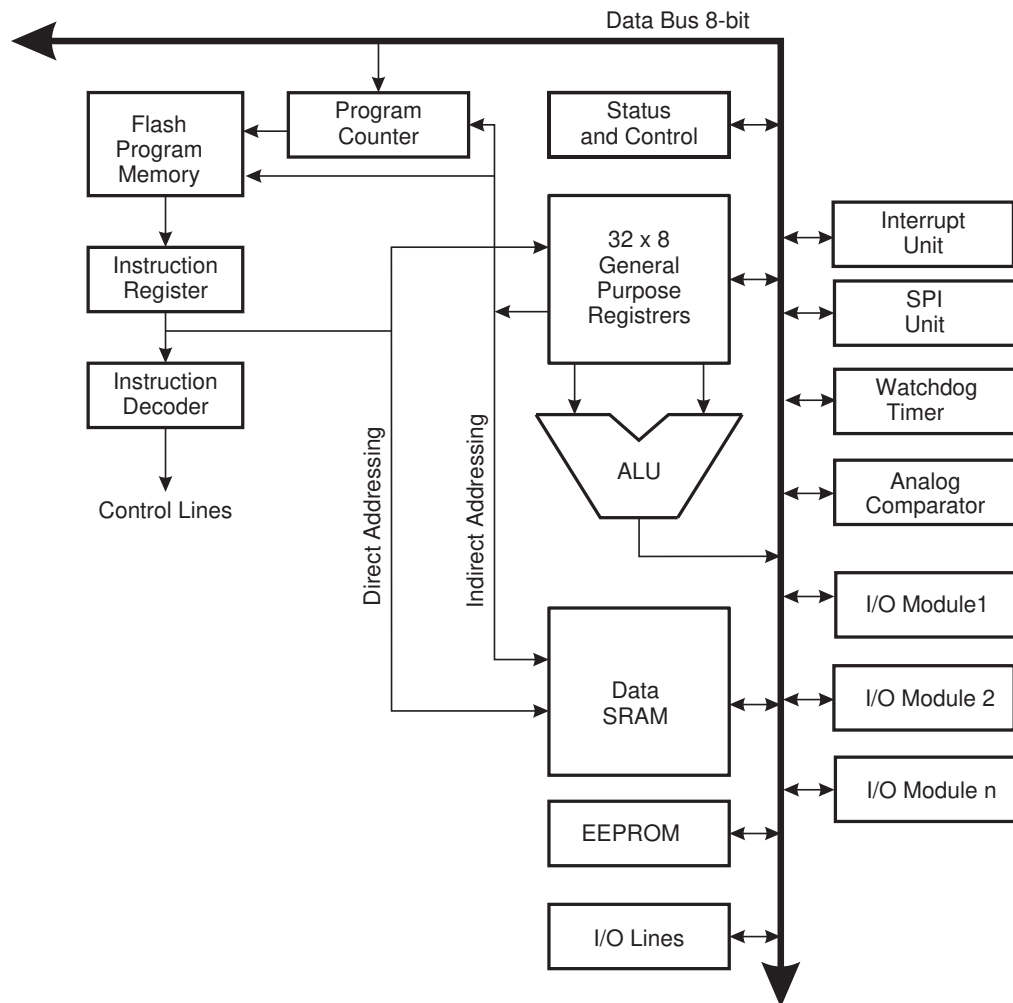 Data Bus 8-bit
Flash
Program
Memory
Program
Counter
Status
and Control
Interrupt
Unit
32 x 8
General
Purpose
Registrers
Instruction
Register
SPI
Unit
Instruction
Decoder
Watchdog
Timer
Direct Addressing
Indirect Addressing
ALU
Analog
Comparator
Control Lines
I/O Module1
Data
SRAM
I/O Module 2
I/O Module n
EEPROM
I/O Lines